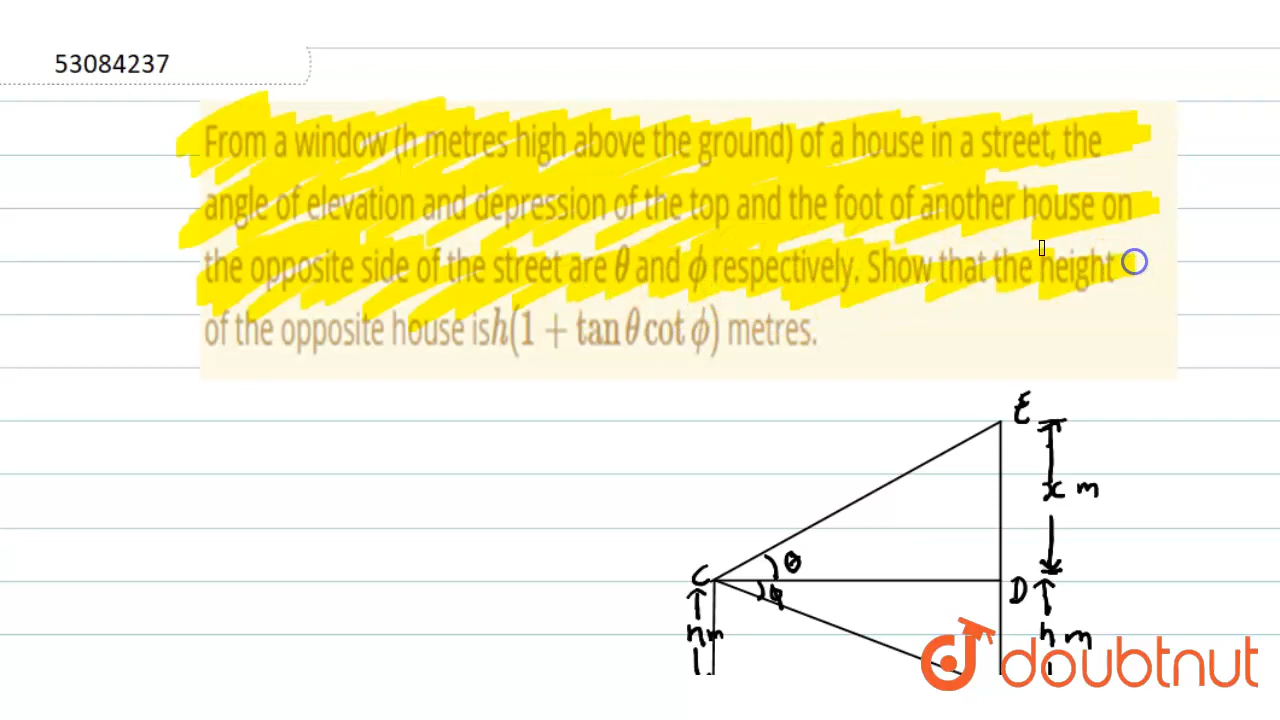 53084237
From a window (h metres high above the ground) of a house in a street, the
angle of elevation and depression of the top and the foot of another house on
the opposite side of the street are θ and ϕ respectively. Show that the height
of the opposite house is h(1 + tan θ cot ϕ) metres.
E
x m
C θ
ϕ
D
h m
h m
doubtnut